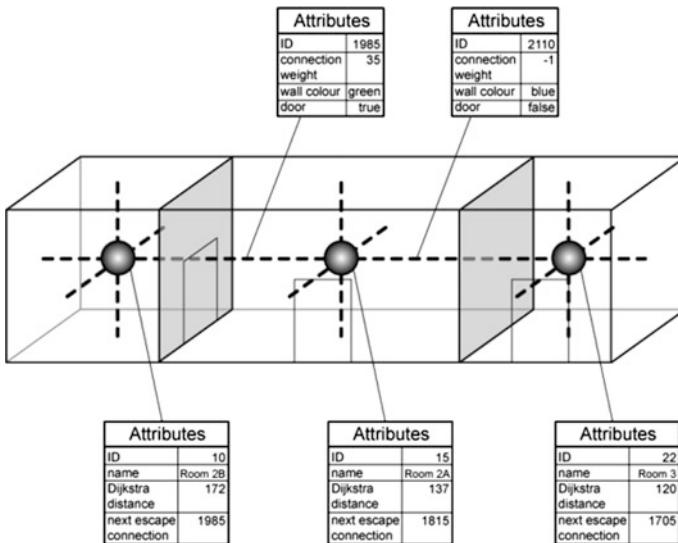 Attributes
ID 1985
connection 35
weight
wall colour green
door true
Attributes
ID 2110
connection -1
weight
wall colour blue
door false
Attributes
ID 10
name Room 2B
Dijkstra 172
distance
next escape 1985
connection
Attributes
ID 15
name Room 2A
Dijkstra 137
distance
next escape 1815
connection
Attributes
ID 22
name Room 3
Dijkstra 120
distance
next escape 1705
connection